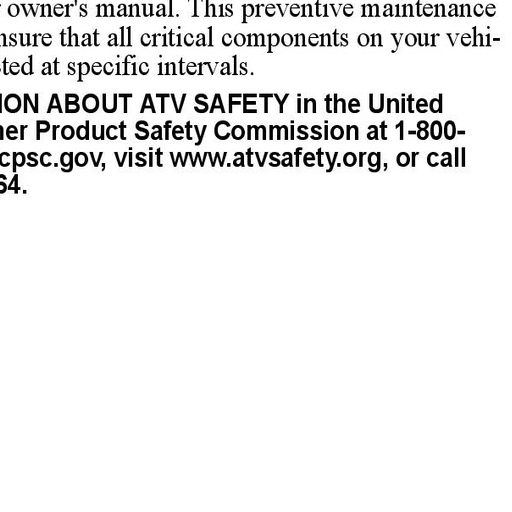 owner's manual. This preventive maintenance
nsure that all critical components on your vehi-
ted at specific intervals.
ION ABOUT ATV SAFETY in the United
ner Product Safety Commission at 1-800-
cpsc.gov, visit www.atvsafety.org, or call
64.